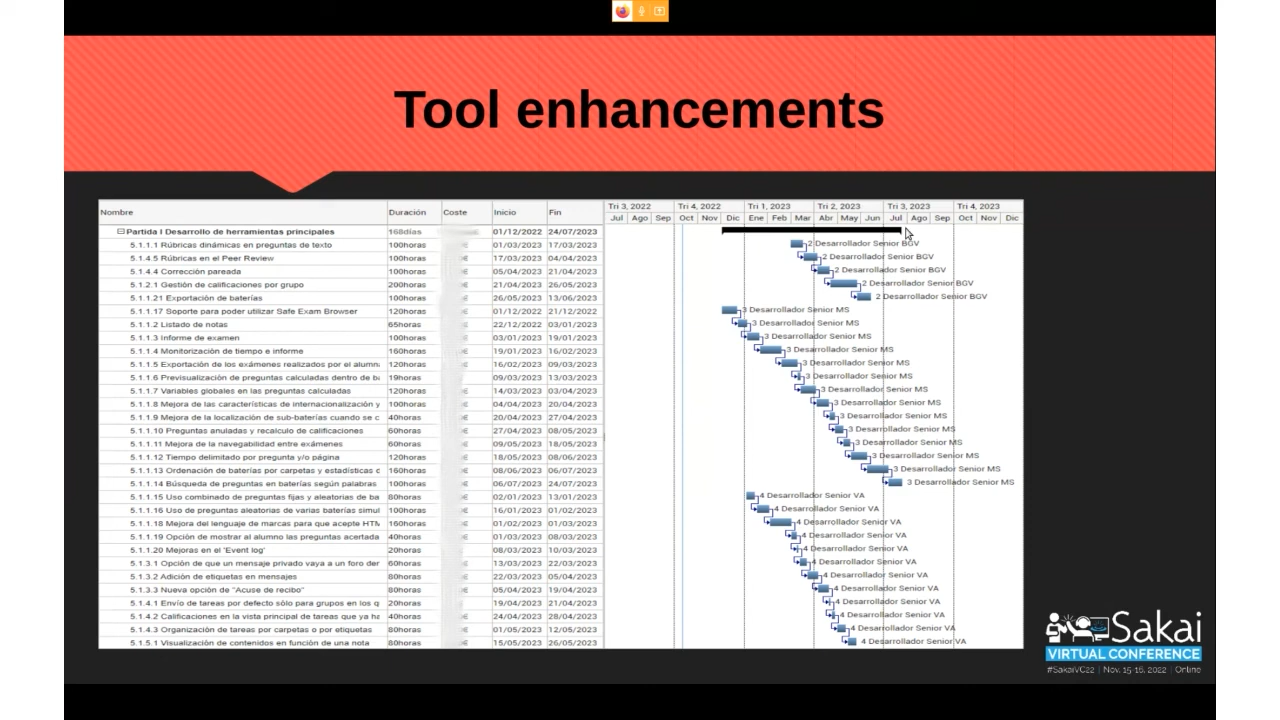 Tool enhancements
Nombre Duración Coste Inicio Fin Tri 3, 2022 Tri 4, 2022 Tri 1, 2023 Tri 2, 2023 Tri 3, 2023 Tri 4, 2023
Jul Ago Sep Oct Nov Dic Ene Feb Mar Abr May Jun Jul Ago Sep Oct Nov Dic
Partida I Desarrollo de herramientas principales 168días 01/12/2022 24/07/2023
5.1.1.1 Rúbricas dinámicas en preguntas de texto 100horas 01/03/2023 17/03/2023 2 Desarrollador Senior BGV
5.1.4.5 Rúbricas en el Peer Review 100horas 17/03/2023 04/04/2023 2 Desarrollador Senior BGV
5.1.4.4 Corrección pareada 100horas 05/04/2023 21/04/2023 2 Desarrollador Senior BGV
5.1.2.1 Gestión de calificaciones por grupo 200horas 21/04/2023 26/05/2023 2 Desarrollador Senior BGV
5.1.1.21 Exportación de baterías 100horas 26/05/2023 13/06/2023 2 Desarrollador Senior BGV
5.1.1.17 Soporte para poder utilizar Safe Exam Browser 120horas 01/12/2022 21/12/2022 3 Desarrollador Senior MS
5.1.1.2 Listado de notas 65horas 22/12/2022 03/01/2023 3 Desarrollador Senior MS
5.1.1.3 Informe de examen 100horas 03/01/2023 19/01/2023 3 Desarrollador Senior MS
5.1.1.4 Monitorización de tiempo e informe 160horas 19/01/2023 16/02/2023 3 Desarrollador Senior MS
5.1.1.5 Exportación de los exámenes realizados por el alumn 120horas 16/02/2023 09/03/2023 3 Desarrollador Senior MS
5.1.1.6 Previsualización de preguntas calculadas dentro de b 19horas 09/03/2023 13/03/2023 3 Desarrollador Senior MS
5.1.1.7 Variables globales en las preguntas calculadas 120horas 14/03/2023 03/04/2023 3 Desarrollador Senior MS
5.1.1.8 Mejora de las características de internacionalización y 100horas 04/04/2023 20/04/2023 3 Desarrollador Senior MS
5.1.1.9 Mejora de la localización de sub-baterías cuando se c 40horas 20/04/2023 27/04/2023 3 Desarrollador Senior MS
5.1.1.10 Preguntas anuladas y recalculo de calificaciones 60horas 27/04/2023 08/05/2023 3 Desarrollador Senior MS
5.1.1.11 Mejora de la navegabilidad entre exámenes 60horas 09/05/2023 18/05/2023 3 Desarrollador Senior MS
5.1.1.12 Tiempo delimitado por pregunta y/o página 120horas 18/05/2023 08/06/2023 3 Desarrollador Senior MS
5.1.1.13 Ordenación de baterías por carpetas y estadísticas c 160horas 08/06/2023 06/07/2023 3 Desarrollador Senior MS
5.1.1.14 Búsqueda de preguntas en baterías según palabras 100horas 06/07/2023 24/07/2023 3 Desarrollador Senior MS
5.1.1.15 Uso combinado de preguntas fijas y aleatorias de ba 80horas 02/01/2023 13/01/2023 4 Desarrollador Senior VA
5.1.1.16 Uso de preguntas aleatorias de varias baterías simul 100horas 16/01/2023 01/02/2023 4 Desarrollador Senior VA
5.1.1.18 Mejora del lenguaje de marcas para que acepte HTM 160horas 01/02/2023 01/03/2023 4 Desarrollador Senior VA
5.1.1.19 Opción de mostrar al alumno las preguntas acertada 40horas 01/03/2023 08/03/2023 4 Desarrollador Senior VA
5.1.1.20 Mejoras en el 'Event log' 20horas 08/03/2023 10/03/2023 4 Desarrollador Senior VA
5.1.3.1 Opción de que un mensaje privado vaya a un foro der 60horas 13/03/2023 22/03/2023 4 Desarrollador Senior VA
5.1.3.2 Adición de etiquetas en mensajes 80horas 22/03/2023 05/04/2023 4 Desarrollador Senior VA
5.1.3.3 Nueva opción de "Acuse de recibo" 80horas 05/04/2023 19/04/2023 4 Desarrollador Senior VA
5.1.4.1 Envío de tareas por defecto sólo para grupos en los q 20horas 19/04/2023 21/04/2023 4 Desarrollador Senior VA
5.1.4.2 Calificaciones en la vista principal de tareas que ya ha 40horas 24/04/2023 28/04/2023 4 Desarrollador Senior VA
5.1.4.3 Organización de tareas por carpetas o por etiquetas 80horas 01/05/2023 12/05/2023 4 Desarrollador Senior VA
5.1.5.1 Visualización de contenidos en función de una nota 80horas 15/05/2023 26/05/2023 4 Desarrollador Senior VA
Sakai
VIRTUAL CONFERENCE
#SakaiVC22 | Nov. 15-16, 2022 | Online